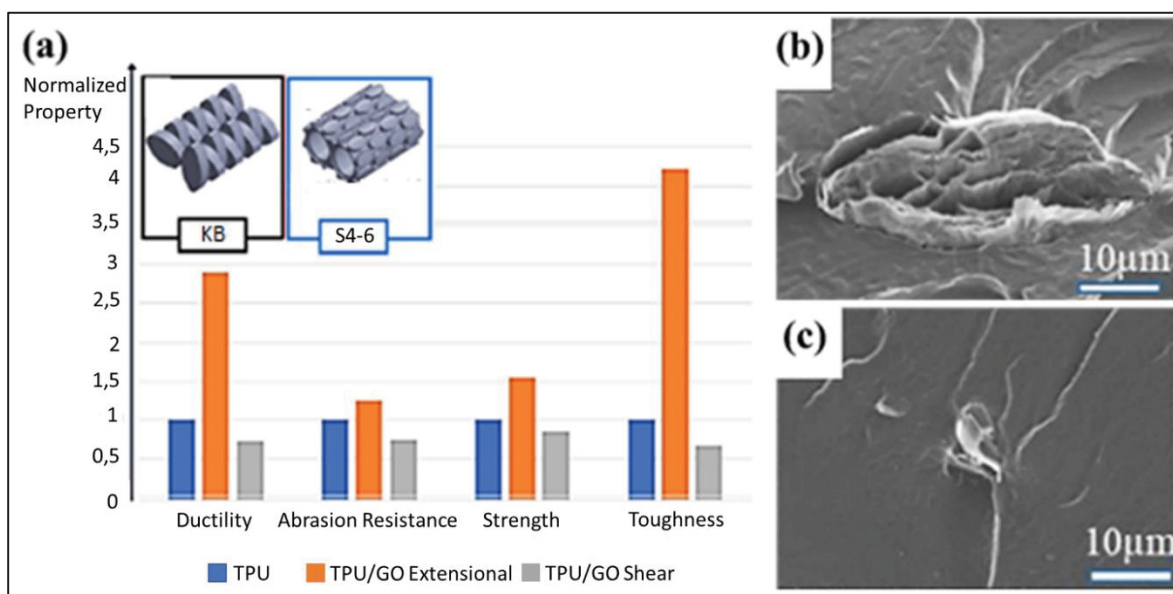 (a)
Normalized
Property
4,5
4
3,5
3
2,5
2
1,5
1
0,5
0
KB
S4-6
Ductility
Abrasion Resistance
Strength
Toughness
TPU
TPU/GO Extensional
TPU/GO Shear
(b)
10μm
(c)
10μm